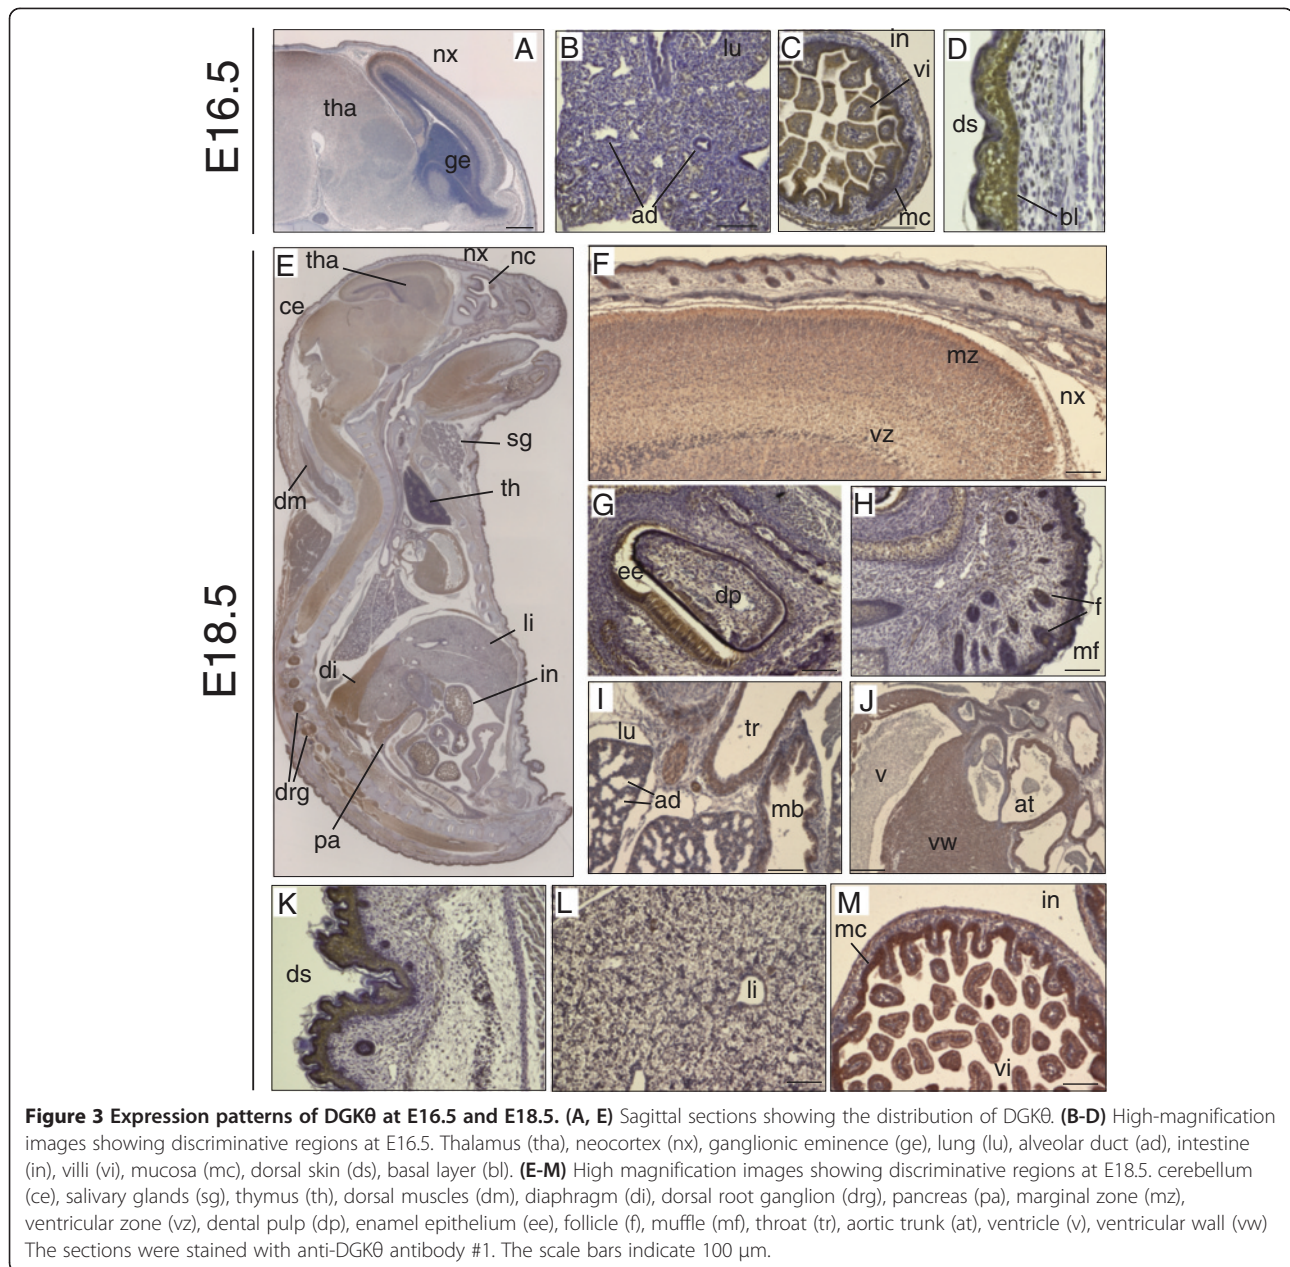 E16.5
A
nx
tha
ge
B
lu
ad
C
in
vi
mc
D
ds
bl
E18.5
E
tha
nx
nc
ce
sg
dm
th
li
di
in
drg
pa
F
mz
nx
vz
G
ee
dp
H
f
mf
I
lu
tr
ad
mb
J
v
at
vw
K
ds
L
li
M
in
mc
vi
Figure 3 Expression patterns of DGKθ at E16.5 and E18.5. (A, E) Sagittal sections showing the distribution of DGKθ. (B-D) High-magnification
images showing discriminative regions at E16.5. Thalamus (tha), neocortex (nx), ganglionic eminence (ge), lung (lu), alveolar duct (ad), intestine
(in), villi (vi), mucosa (mc), dorsal skin (ds), basal layer (bl). (E-M) High magnification images showing discriminative regions at E18.5. cerebellum
(ce), salivary glands (sg), thymus (th), dorsal muscles (dm), diaphragm (di), dorsal root ganglion (drg), pancreas (pa), marginal zone (mz),
ventricular zone (vz), dental pulp (dp), enamel epithelium (ee), follicle (f), muffle (mf), throat (tr), aortic trunk (at), ventricle (v), ventricular wall (vw)
The sections were stained with anti-DGKθ antibody #1. The scale bars indicate 100 μm.